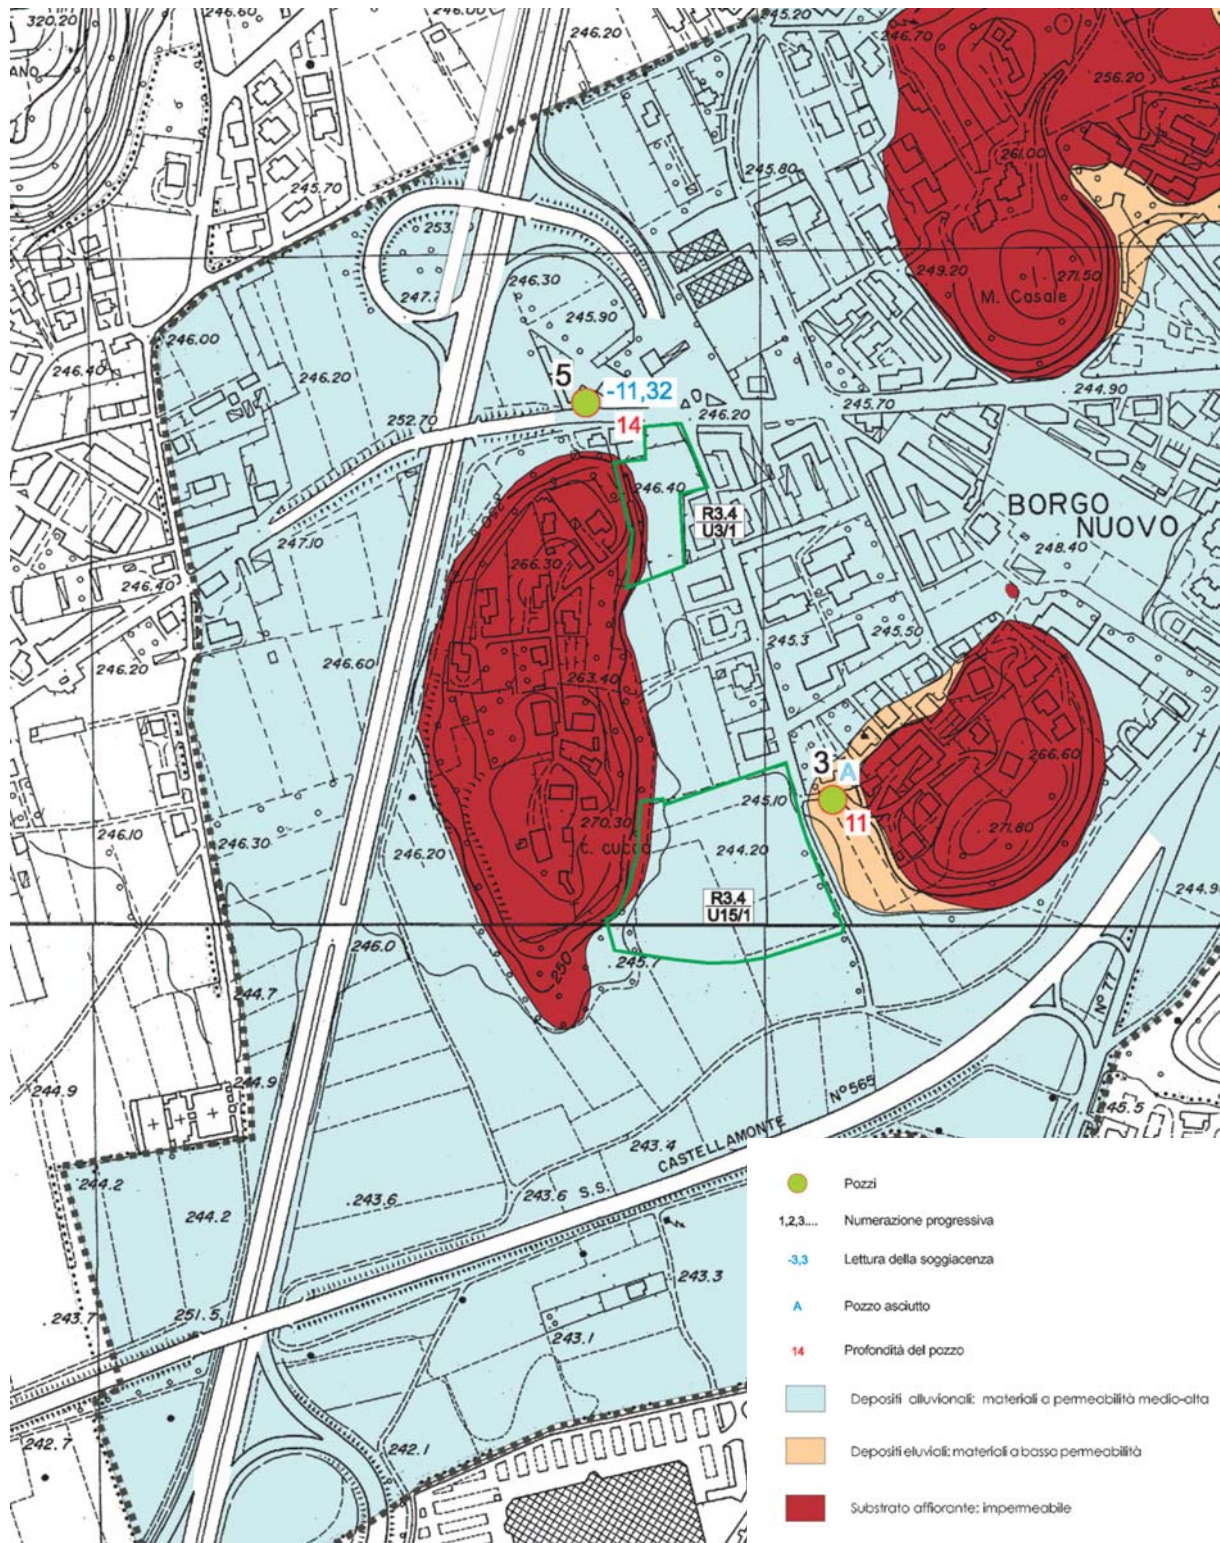 320.20
246.60
246.00
246.20
245.20
246.70
ANO
256.20
245.80
261.00
245.70
253.
249.20
271.50
246.30
M. Casale
247.7
245.90
246.00
244.90
246.40
246.20
5
-11,32
245.70
252.70
14
246.20
246.40
R3.4
U3/1
BORGO
NUOVO
247.10
248.40
266.30
246.40
245.3
245.50
246.20
246.60
263.40
266.60
3
A
245.10
11
246.10
246.30
270.30
271.80
246.20
C. CUCCO
244.20
R3.4
U15/1
244.9
246.0
250
245.7
244.7
N° 77
244.9
244.9
N° 565
245.5
243.4
CASTELLAMONTE
244.2
244.2
243.6
243.6
S.S.
243.3
243.7
251.5
243.1
242.7
242.1
Pozzi
1,2,3....
Numerazione progressiva
-3,3
Lettura della soggiacenza
A
Pozzo asciutto
14
Profondità del pozzo
Depositi alluvionali: materiali a permeabilità medio-alta
Depositi eluviali: materiali a bassa permeabilità
Substrato affiorante: impermeabile